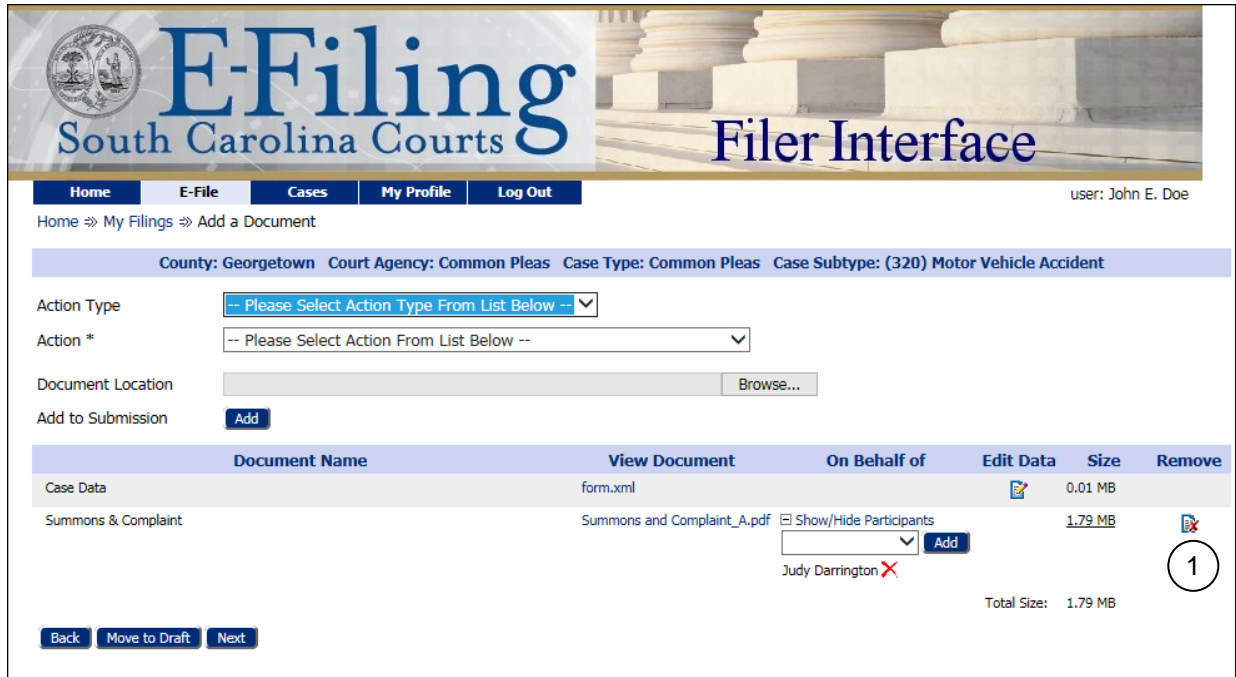 E-Filing
South Carolina Courts
Filer Interface
Home E-File Cases My Profile Log Out
user: John E. Doe
Home ⇒ My Filings ⇒ Add a Document
County: Georgetown Court Agency: Common Pleas Case Type: Common Pleas Case Subtype: (320) Motor Vehicle Accident
Action Type -- Please Select Action Type From List Below --
Action * -- Please Select Action From List Below --
Document Location Browse...
Add to Submission Add
Document Name View Document On Behalf of Edit Data Size Remove
Case Data form.xml 0.01 MB
Summons & Complaint Summons and Complaint_A.pdf Show/Hide Participants 1.79 MB
Add
Judy Darrington
1
Total Size: 1.79 MB
Back Move to Draft Next